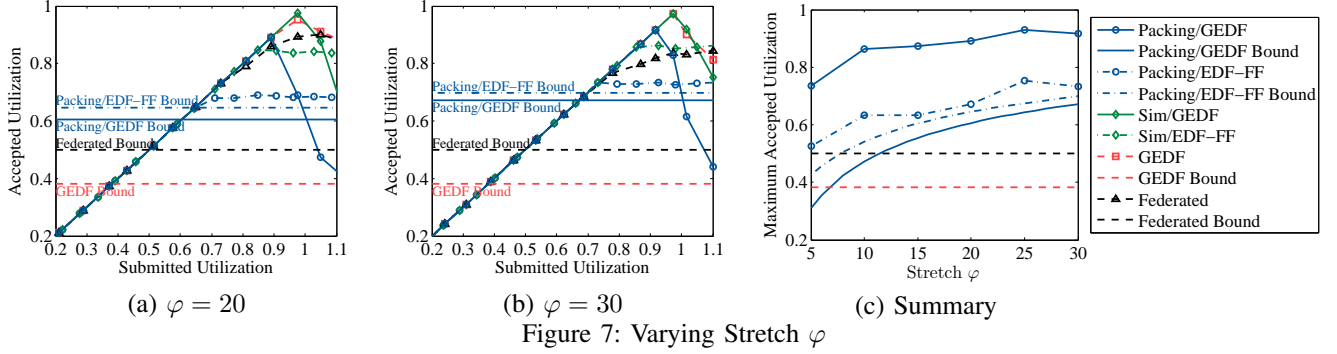 Accepted Utilization
1
0.8
0.6
0.4
0.2
Packing/EDF−FF Bound
Packing/GEDF Bound
Federated Bound
GEDF Bound
0.2 0.3 0.4 0.5 0.6 0.7 0.8 0.9 1 1.1
Submitted Utilization
(a) φ = 20
Accepted Utilization
1
0.8
0.6
0.4
0.2
Packing/EDF−FF Bound
Packing/GEDF Bound
Federated Bound
GEDF Bound
0.2 0.3 0.4 0.5 0.6 0.7 0.8 0.9 1 1.1
Submitted Utilization
(b) φ = 30
Maximum Accepted Utilization
1
0.8
0.6
0.4
0.2
5 10 15 20 25 30
Stretch φ
(c) Summary
Packing/GEDF
Packing/GEDF Bound
Packing/EDF−FF
Packing/EDF−FF Bound
Sim/GEDF
Sim/EDF−FF
GEDF
GEDF Bound
Federated
Federated Bound
Figure 7: Varying Stretch φ